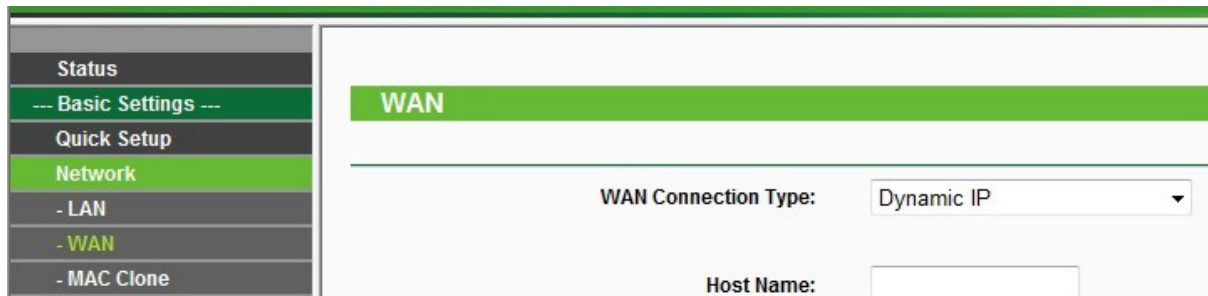 Status
--- Basic Settings ---
Quick Setup
Network
- LAN
- WAN
- MAC Clone
WAN
WAN Connection Type: Dynamic IP
Host Name: